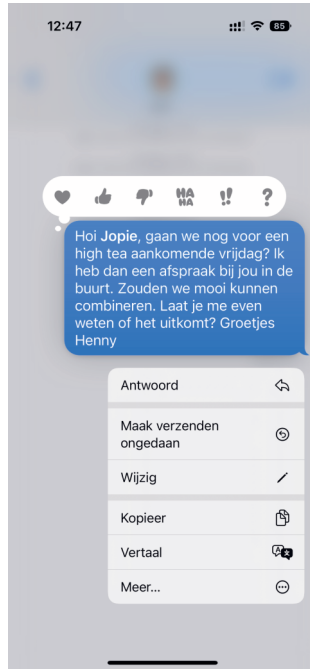 12:47
85
HA
HA
!!
?
Hoi Jopie, gaan we nog voor een
high tea aankomende vrijdag? Ik
heb dan een afspraak bij jou in de
buurt. Zouden we mooi kunnen
combineren. Laat je me even
weten of het uitkomt? Groetjes
Henny
Antwoord
Maak verzenden
ongedaan
Wijzig
Kopieer
Vertaal
Meer...